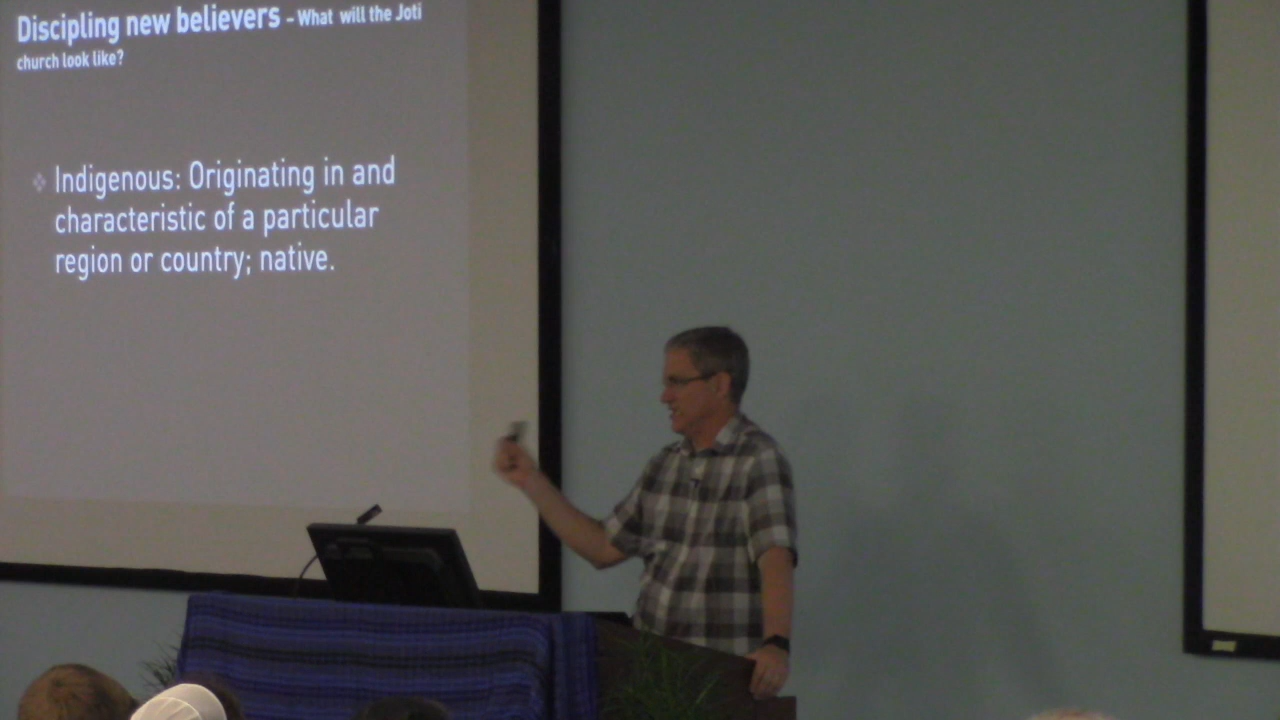 Discipling new believers - What will the Joti
church look like?
Indigenous: Originating in and
characteristic of a particular
region or country; native.